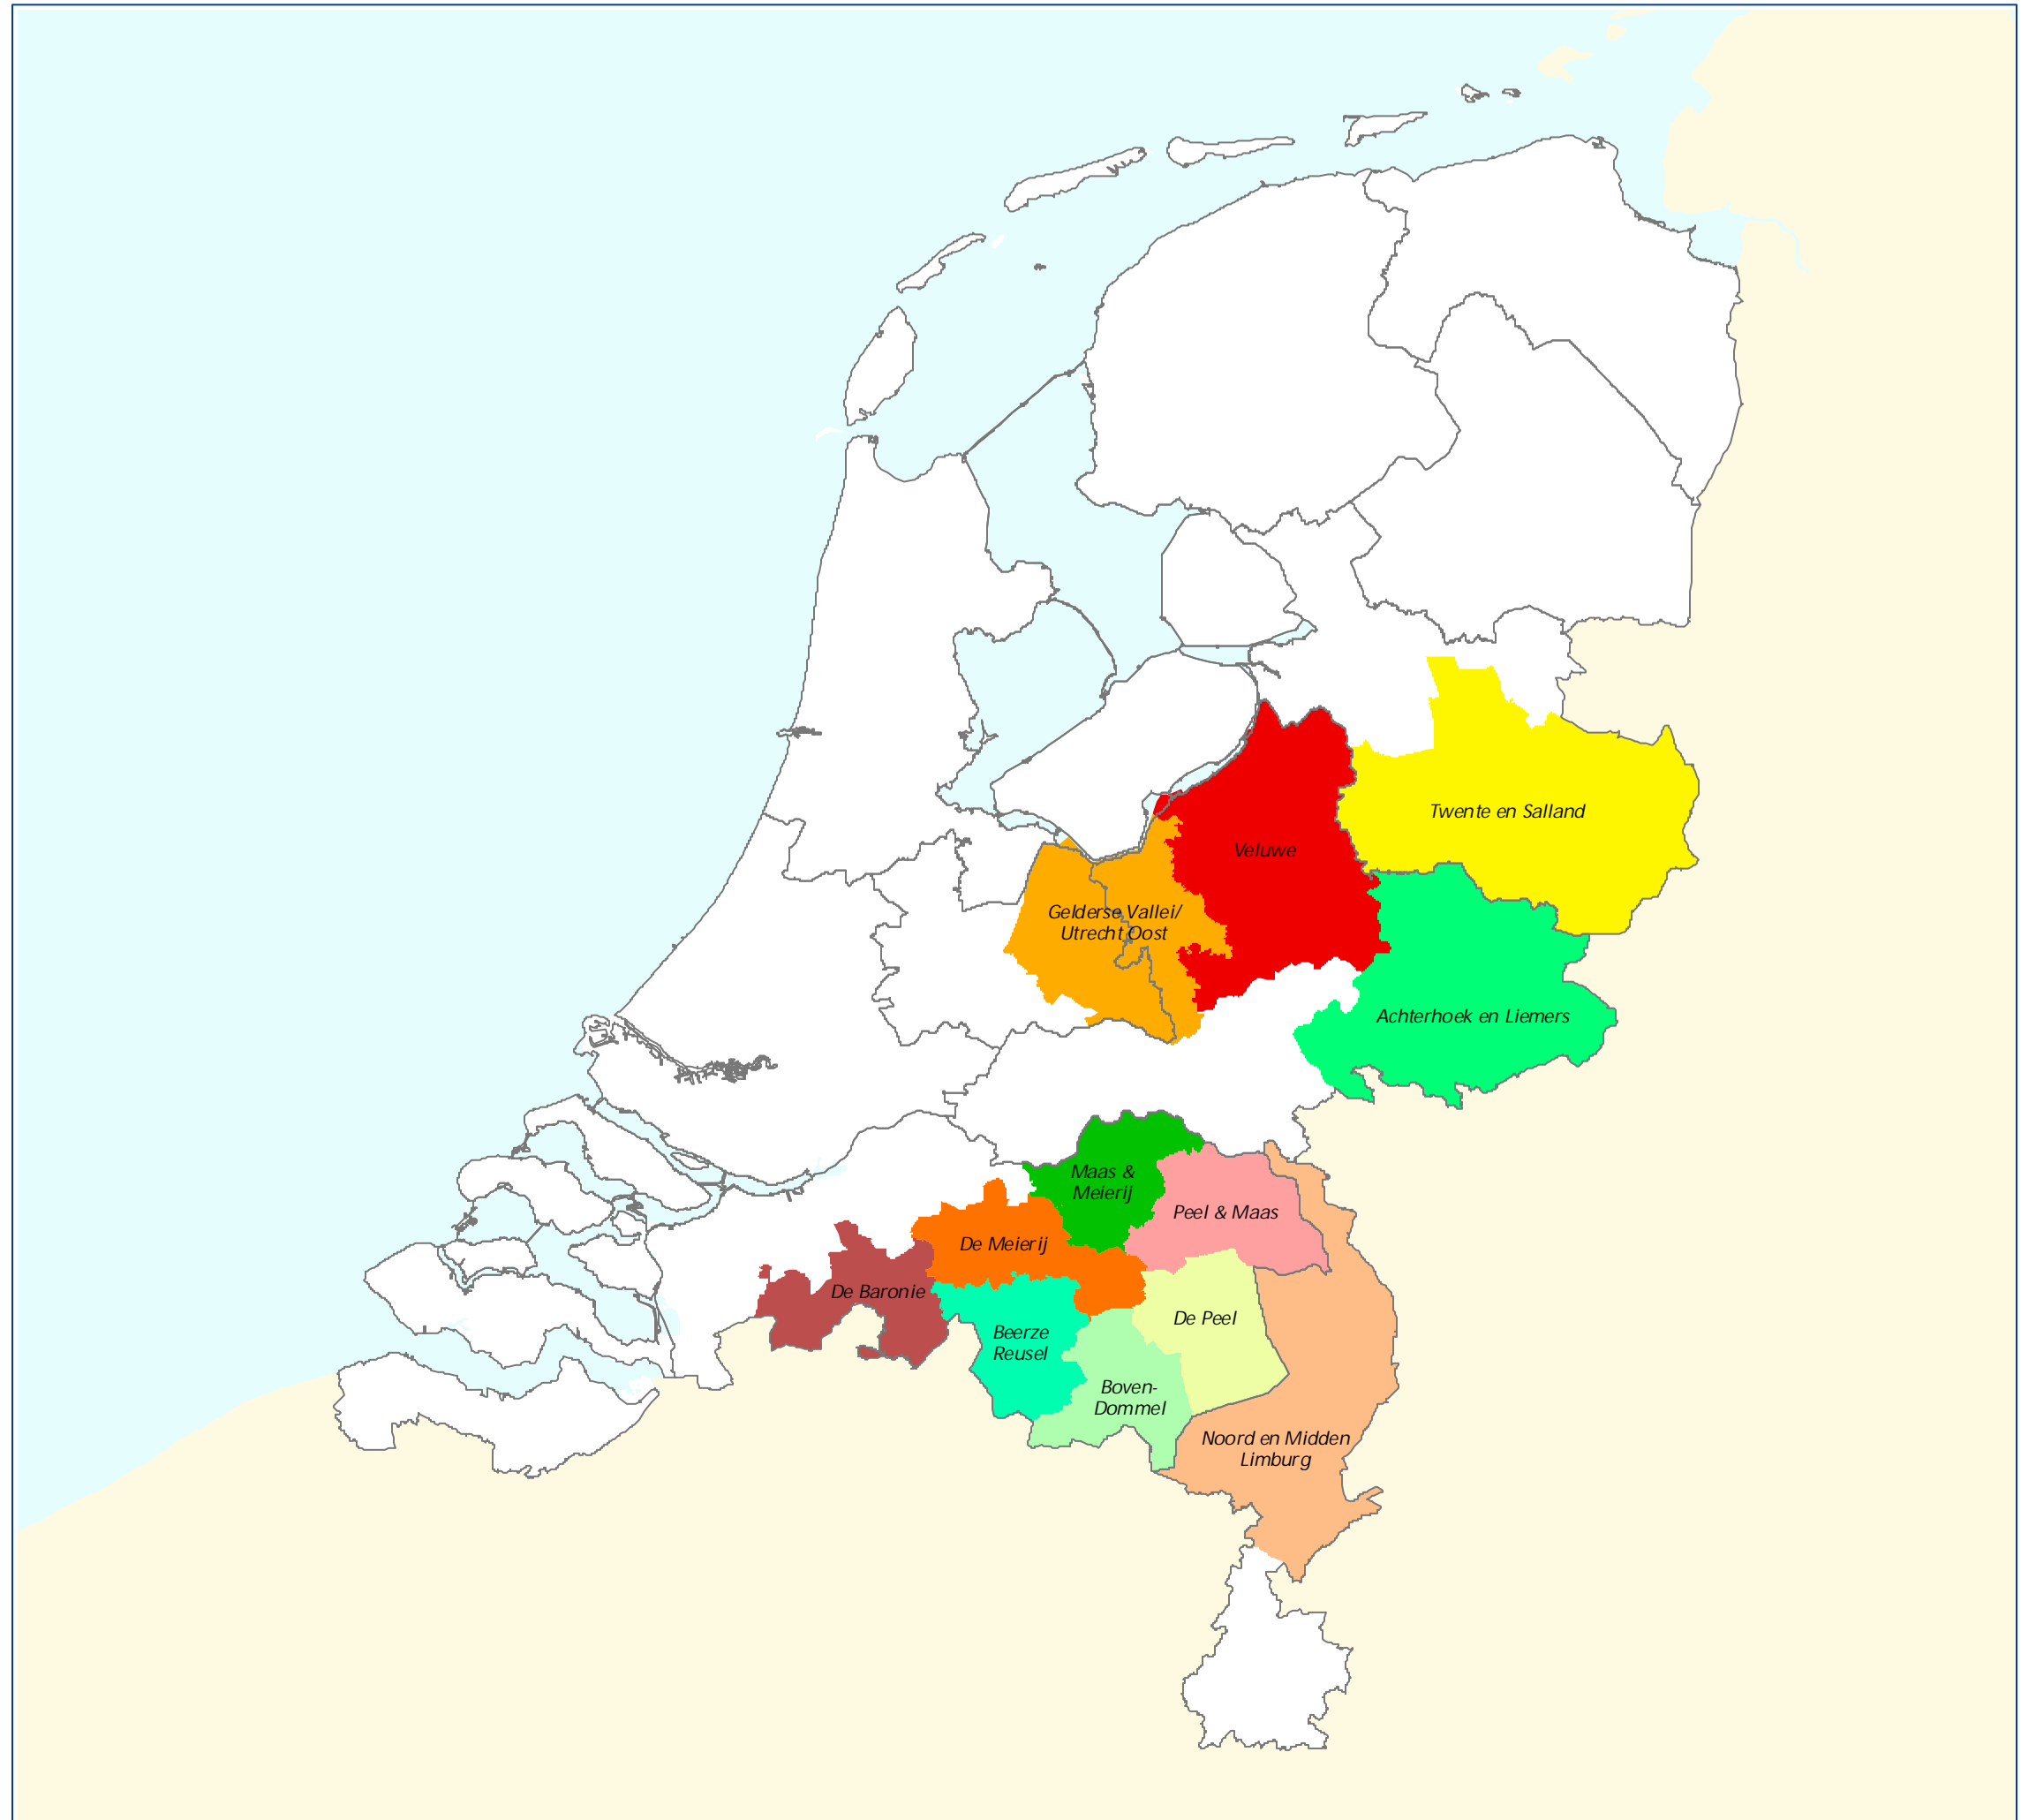 Twente en Salland
Veluwe
Gelderse Vallei/
Utrecht Oost
Achterhoek en Liemers
Maas &
Meierij
Peel & Maas
De Meierij
De Baronie
De Peel
Beerze
Reusel
Boven-
Dommel
Noord en Midden
Limburg